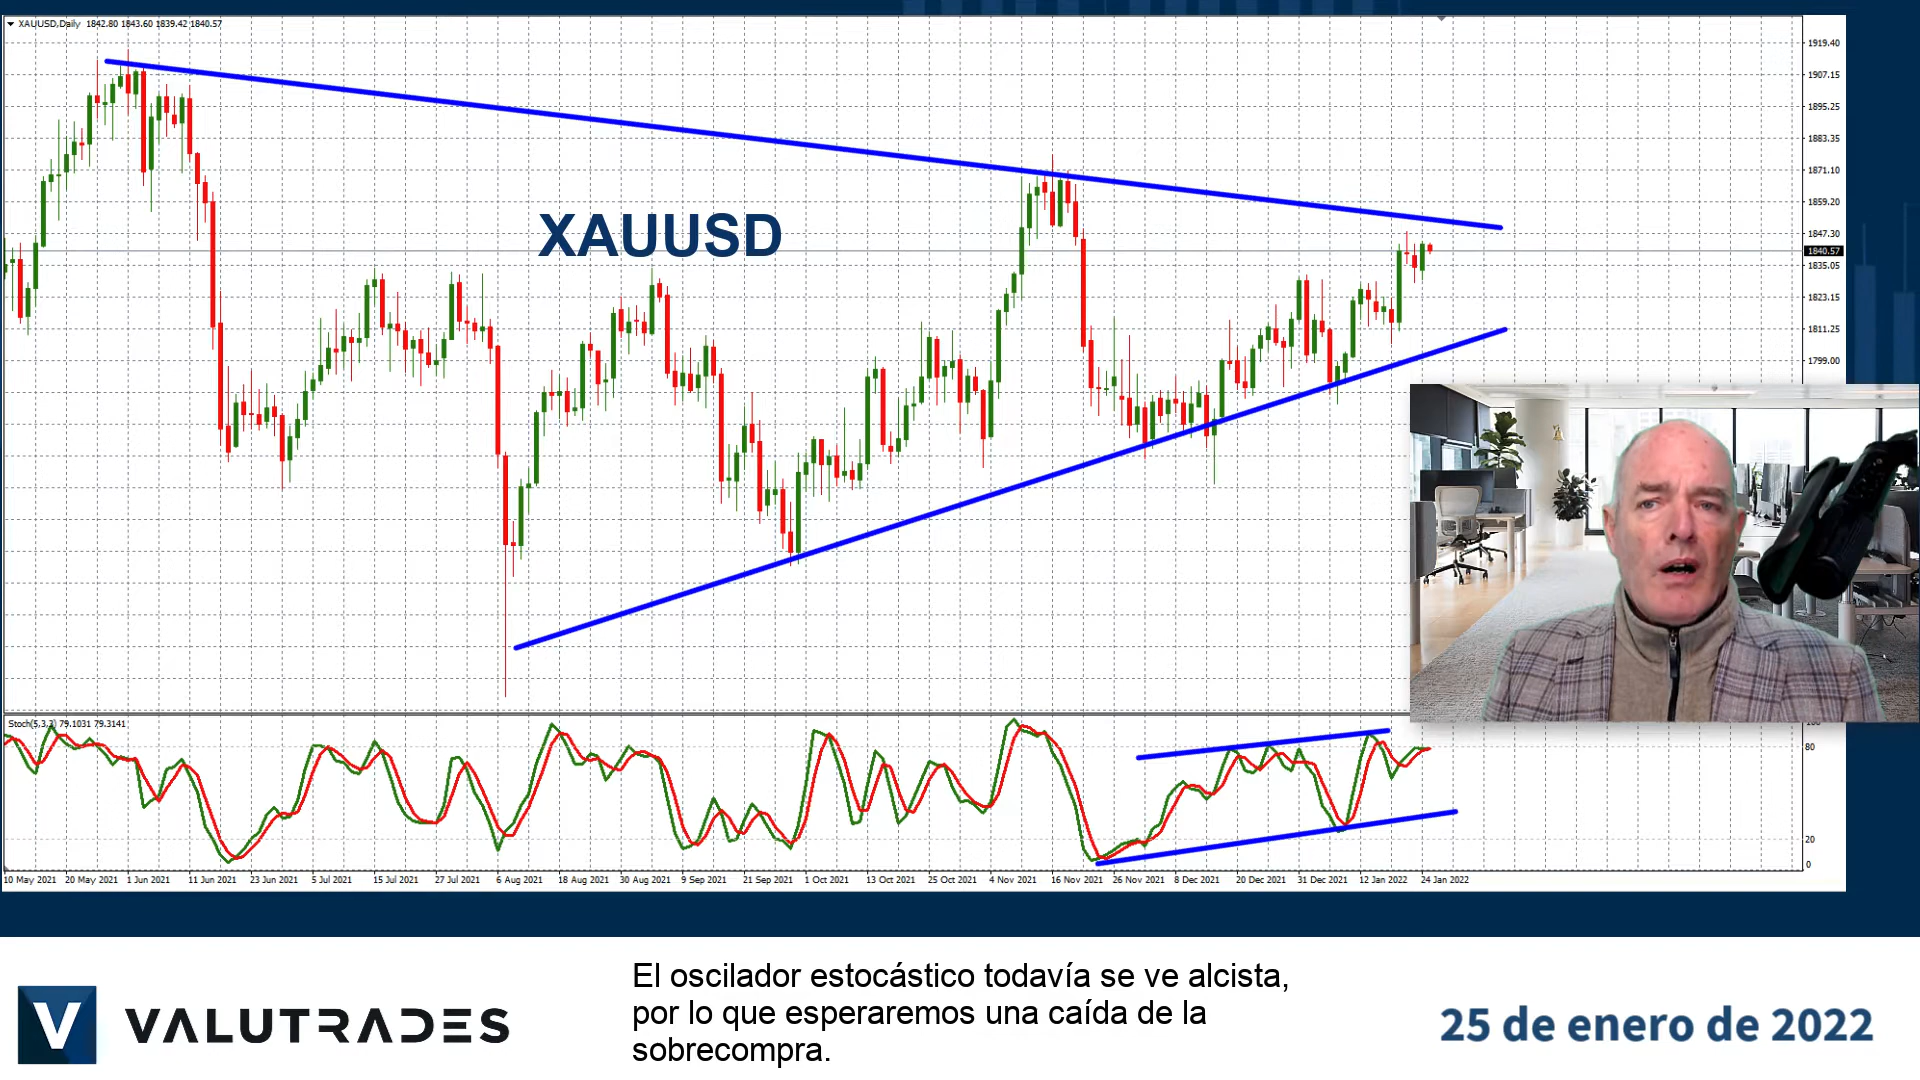 XAUUSD,Daily 1842.80 1843.60 1839.42 1840.57
1919.40
1907.15
1895.25
1883.35
1871.10
1859.20
XAUUSD
1847.30
1840.57
1835.05
1823.15
1811.25
1799.00
Stoch(5,3,3) 79.1031 79.3141
100
80
20
0
10 May 2021 20 May 2021 1 Jun 2021 11 Jun 2021 23 Jun 2021 5 Jul 2021 15 Jul 2021 27 Jul 2021 6 Aug 2021 18 Aug 2021 30 Aug 2021 9 Sep 2021 21 Sep 2021 1 Oct 2021 13 Oct 2021 25 Oct 2021 4 Nov 2021 16 Nov 2021 26 Nov 2021 8 Dec 2021 20 Dec 2021 31 Dec 2021 12 Jan 2022 24 Jan 2022
V VALUTRADES
El oscilador estocástico todavía se ve alcista,
por lo que esperaremos una caída de la
sobrecompra.
25 de enero de 2022